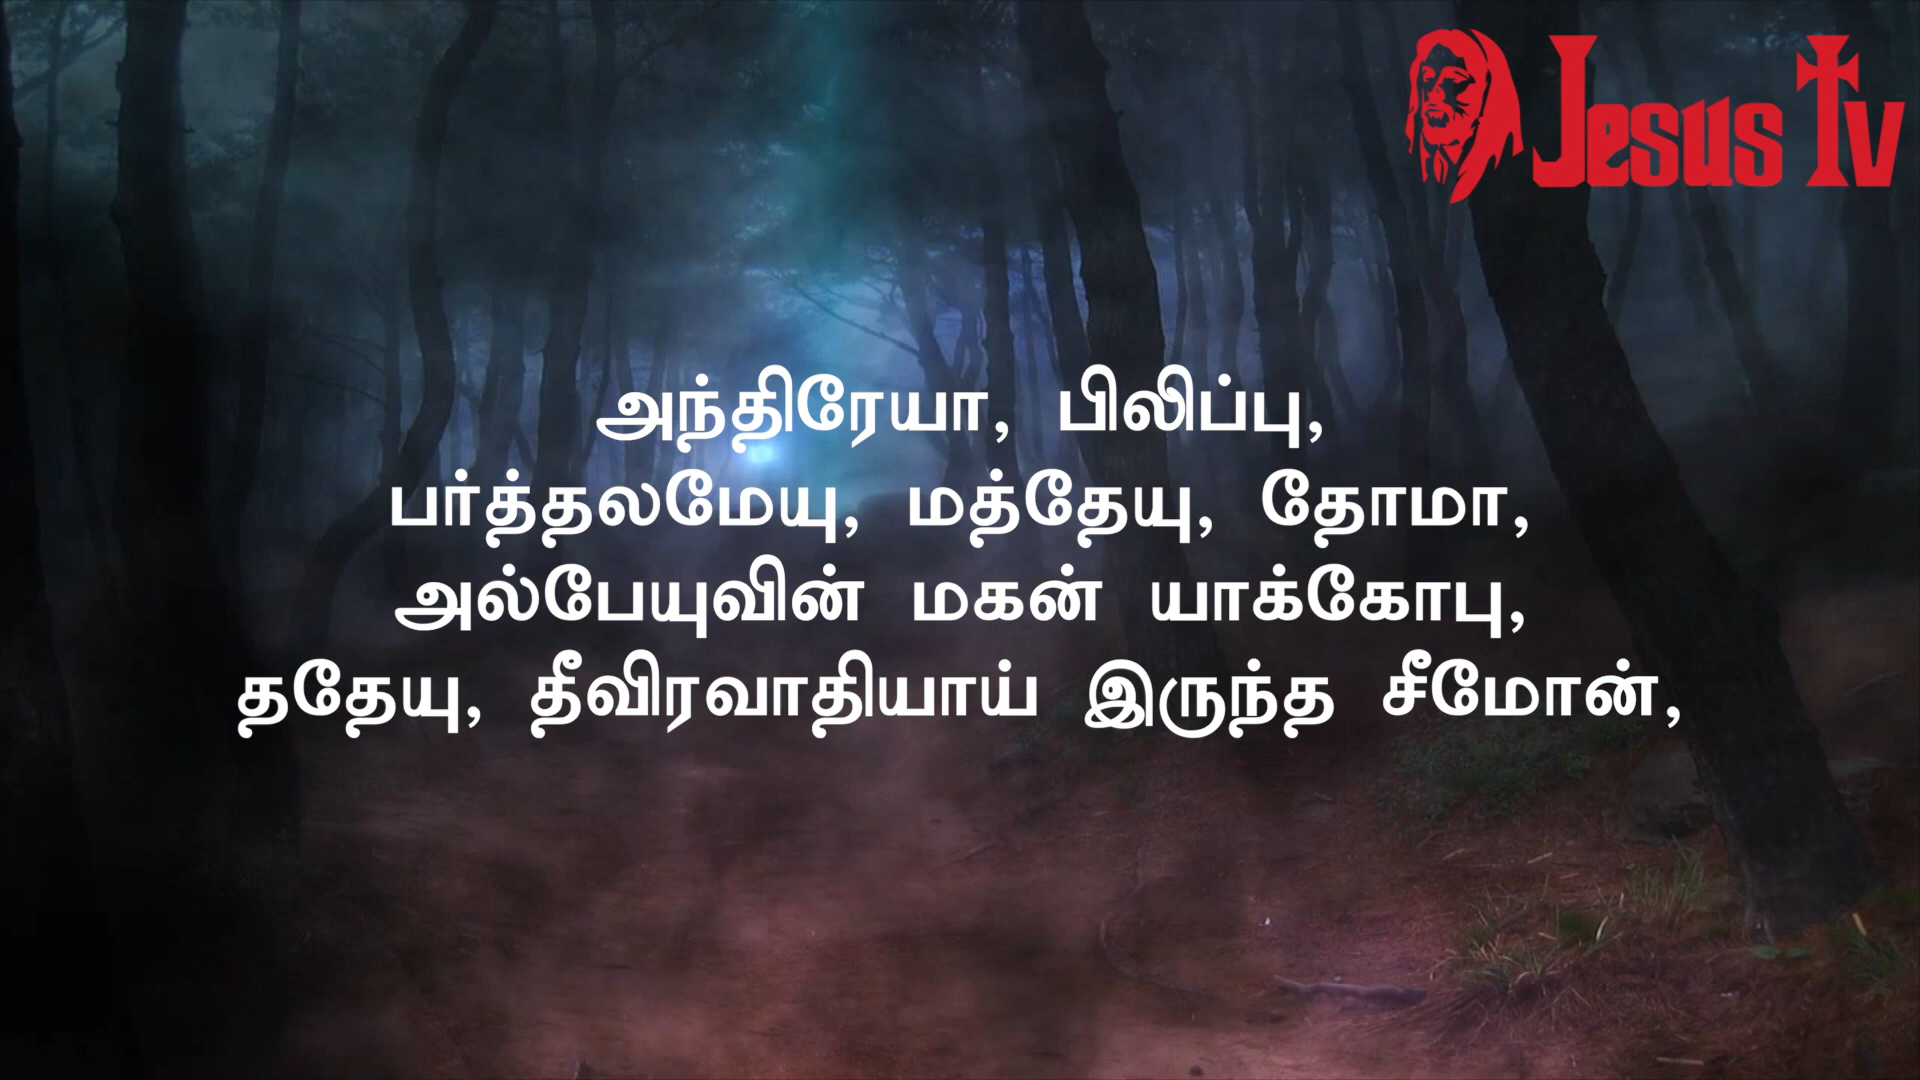 Jesus Tv
அந்திரேயா, பிலிப்பு,
பர்த்தலமேயு, மத்தேயு, தோமா,
அல்பேயுவின் மகன் யாக்கோபு,
ததேயு, தீவிரவாதியாய் இருந்த சீமோன்,